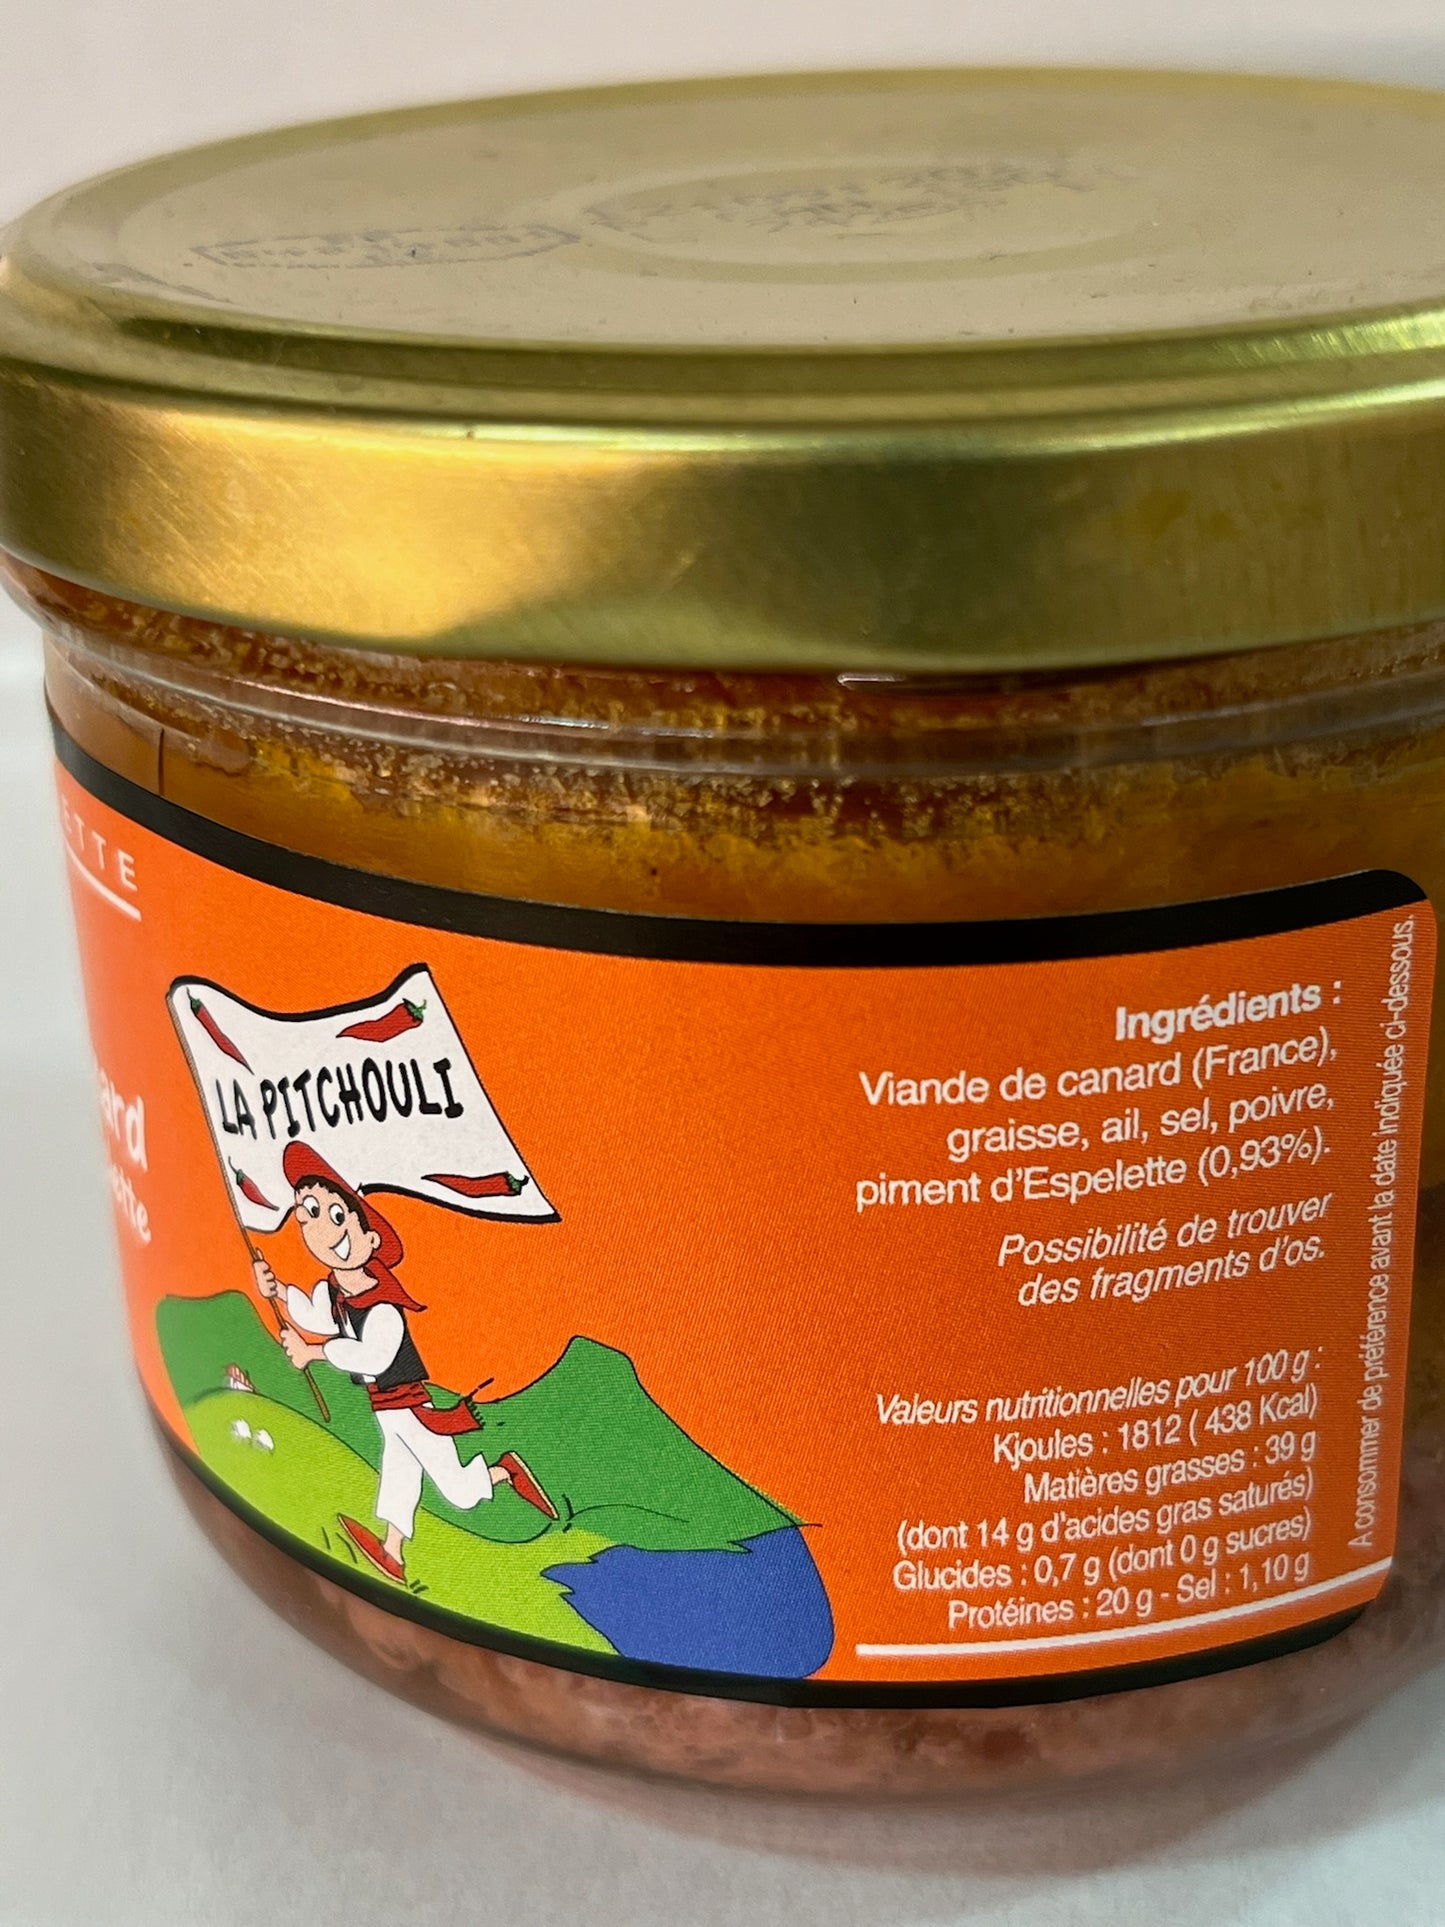 LA PITCHOULI
Ingrédients :
Viande de canard (France),
graisse, ail, sel, poivre,
piment d'Espelette (0,93%).
Possibilité de trouver
des fragments d'os.
Valeurs nutritionnelles pour 100 g :
Kjoules : 1812 ( 438 Kcal)
Matières grasses : 39 g
(dont 14 g d'acides gras saturés)
Glucides : 0,7 g (dont 0 g sucres)
Protéines : 20 g - Sel : 1,10 g
A consommer de préférence avant la date indiquée ci-dessous.